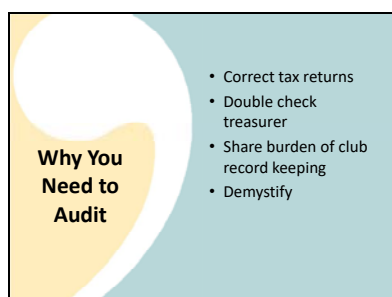 Why You
Need to
Audit
• Correct tax returns
• Double check
treasurer
• Share burden of club
record keeping
• Demystify